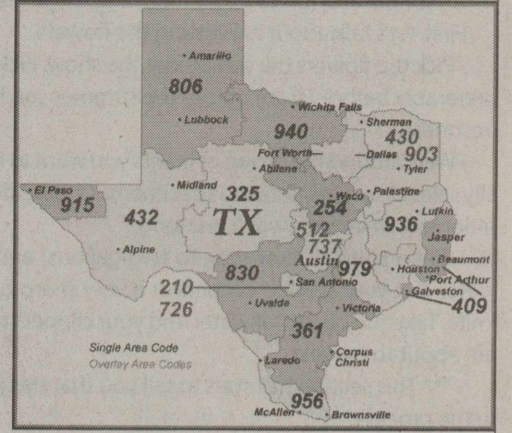 Amarillo
806
Lubbock
Wichita Falls
940
Sherman
430
Fort Worth
Dallas 903
Abilene
Tyler
Midland
325
El Paso
915
432
TX
Waco
254
Palestine
Lufkin
936
512
737
Austin
Jasper
Alpine
830
979
Beaumont
Houston
Port Arthur
210
726
San Antonio
Galveston
409
Uvalde
Victoria
361
Single Area Code
Overlay Area Codes
Laredo
Corpus
Christi
956
McAllen
Brownsville